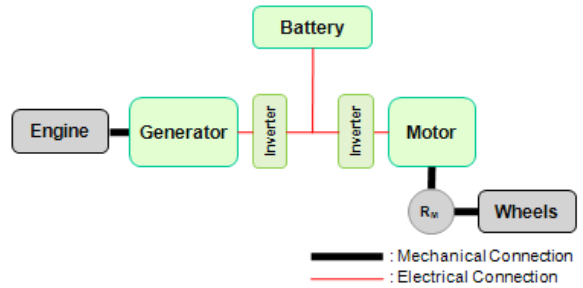 Battery
Engine
Generator
Inverter
Inverter
Motor
RM
Wheels
: Mechanical Connection
: Electrical Connection